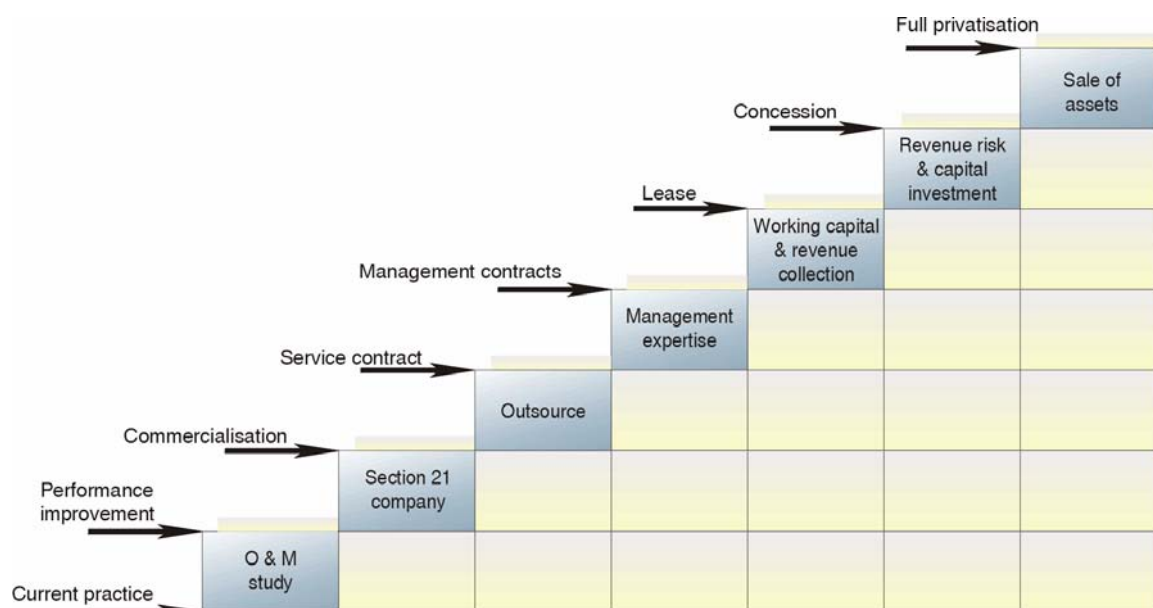 Full privatisation
Sale of
assets
Concession
Revenue risk
& capital
investment
Lease
Working capital
& revenue
collection
Management contracts
Management
expertise
Service contract
Outsource
Commercialisation
Section 21
company
Performance
improvement
O & M
study
Current practice